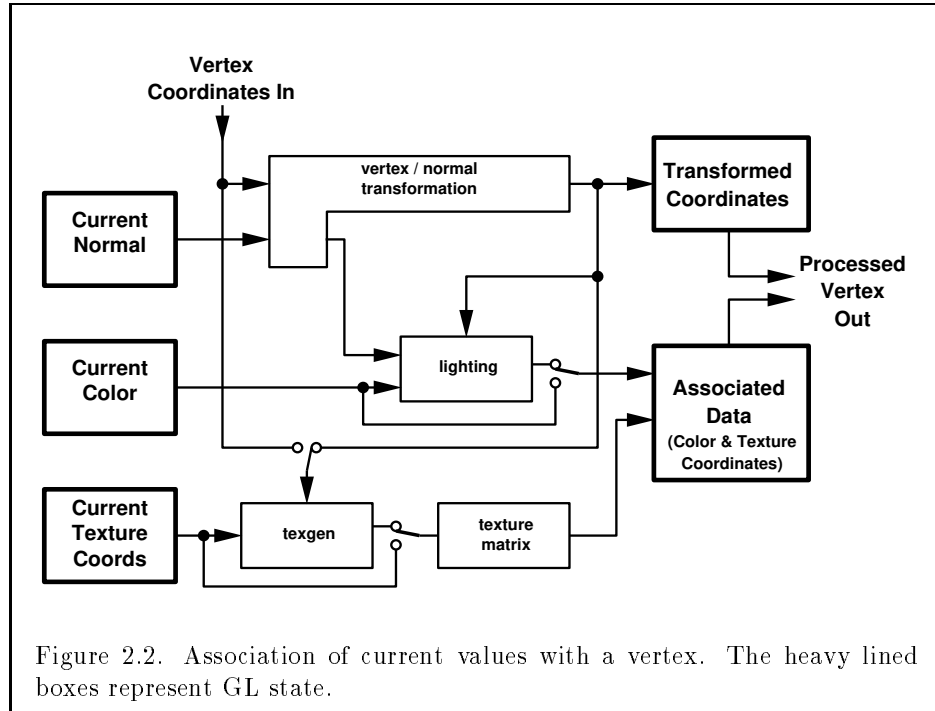 Vertex
Coordinates In
vertex / normal
transformation
Transformed
Coordinates
Current
Normal
Processed
Vertex
Out
Current
Color
lighting
Associated
Data
(Color & Texture
Coordinates)
Current
Texture
Coords
texgen
texture
matrix
Figure 2.2. Association of current values with a vertex. The heavy lined
boxes represent GL state.